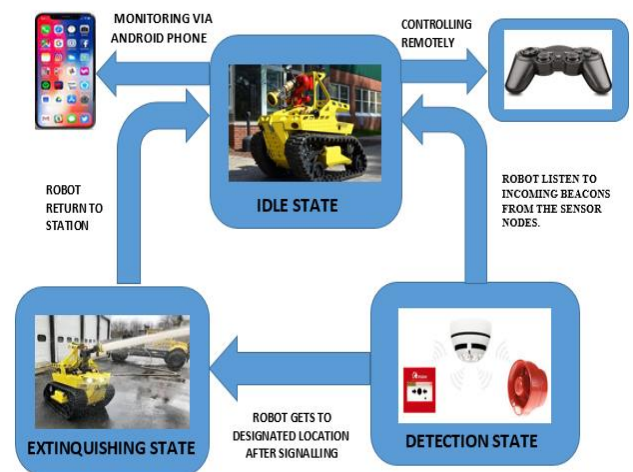 MONITORING VIA
ANDROID PHONE
CONTROLLING
REMOTELY
IDLE STATE
ROBOT
RETURN TO
STATION
ROBOT LISTEN TO
INCOMING BEACONS
FROM THE SENSOR
NODES.
EXTINQUISHING STATE
ROBOT GETS TO
DESIGNATED LOCATION
AFTER SIGNALLING
DETECTION STATE